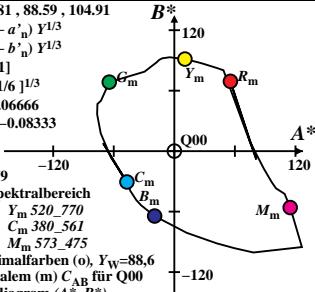 81 , 88.59 , 104.91
– a'n) Y1/3
– b'n) Y1/3
1]
1/6 ]1/3
06666
–0.08333
9
pektralbereich
Ym 520_770
Cm 380_561
Mm 573_475
imalfarben (o), YW=88,6
alem (m) CAB für Q00
B*
120
Gm
Ym
Rm
Q00
A*
–120
120
Cm
Bm
Mm
–120